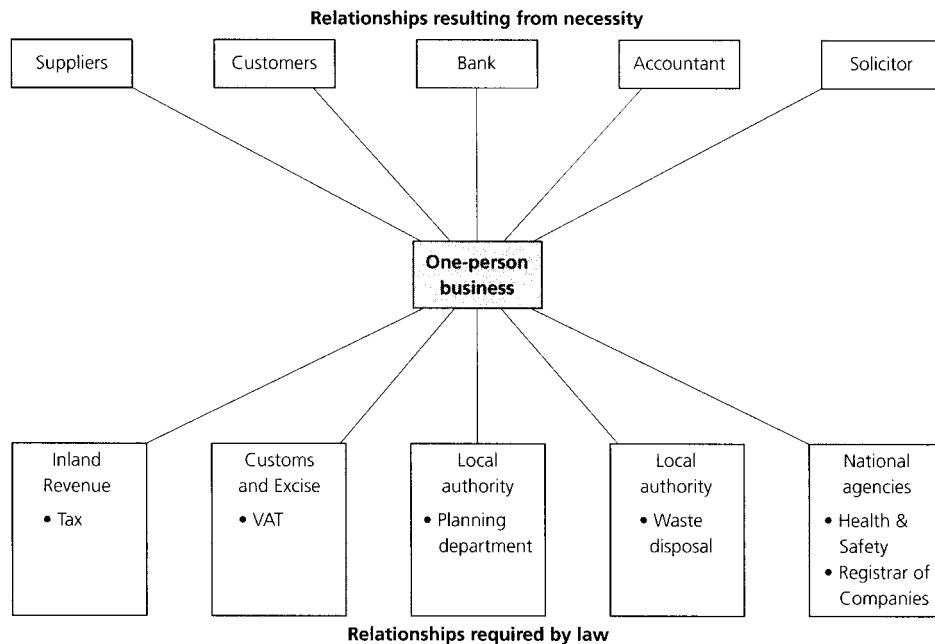 Relationships resulting from necessity
Suppliers
Customers
Bank
Accountant
Solicitor
One-person
business
Inland
Revenue
• Tax
Customs
and Excise
• VAT
Local
authority
• Planning
department
Local
authority
• Waste
disposal
National
agencies
• Health &
Safety
• Registrar of
Companies
Relationships required by law